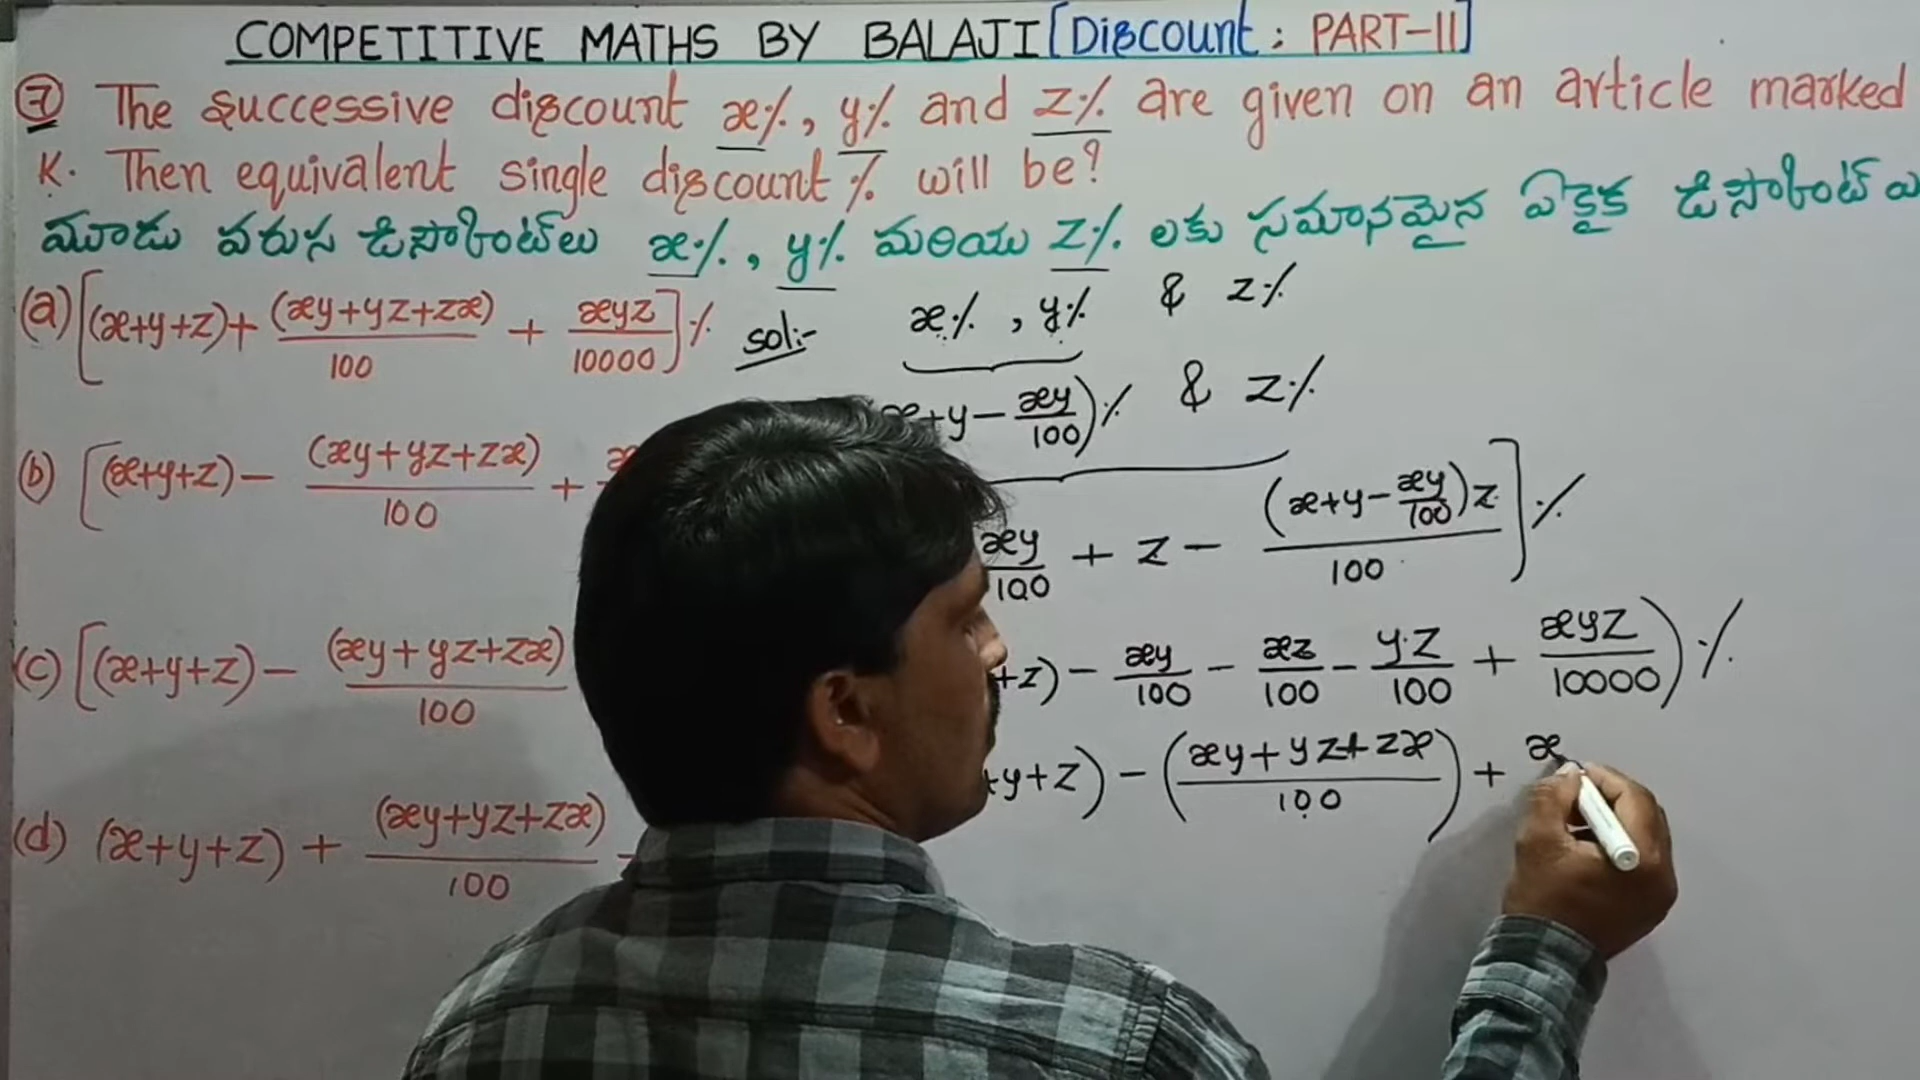 COMPETITIVE MATHS BY BALAJI [Discount : PART-II]
7 The successive discount x%, y% and z% are given on an article marked
K. Then equivalent single discount % will be?
మూడు వరుస డిసౌకంట్‌లు x%, y% మరియు z% లకు సమానమైన ఏకైక
(a) [(x+y+z)+ (xy+yz+zx)/100 + xyz/10000]%
sol:- x%, y% & z%
+y - xy/100)% & z%
(b) [(x+y+z) - (xy+yz+zx)/100 +
xy/100 + z - (x+y - xy/100)z/100]%
(c) [(x+y+z) - (xy+yz+zx)/100
+z) - xy/100 - xz/100 - yz/100 + xyz/10000)%
+y+z) - (xy+yz+zx/100) + x
(d) (x+y+z) + (xy+yz+zx)/100